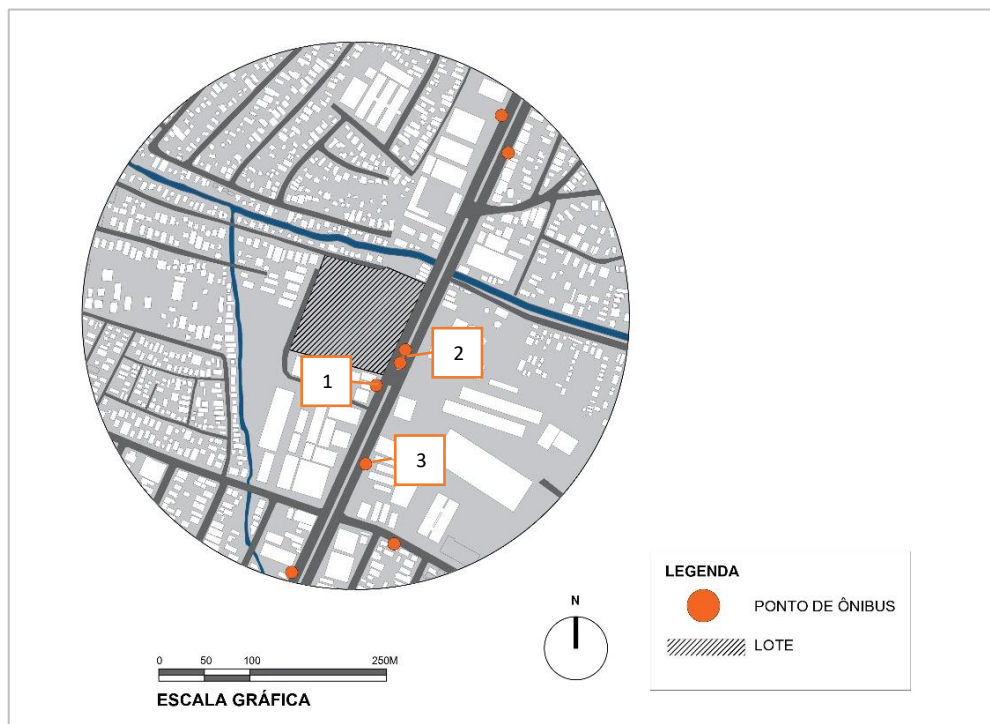 2
1
3
LEGENDA
PONTO DE ÔNIBUS
LOTE
N
0 50 100 250M
ESCALA GRÁFICA